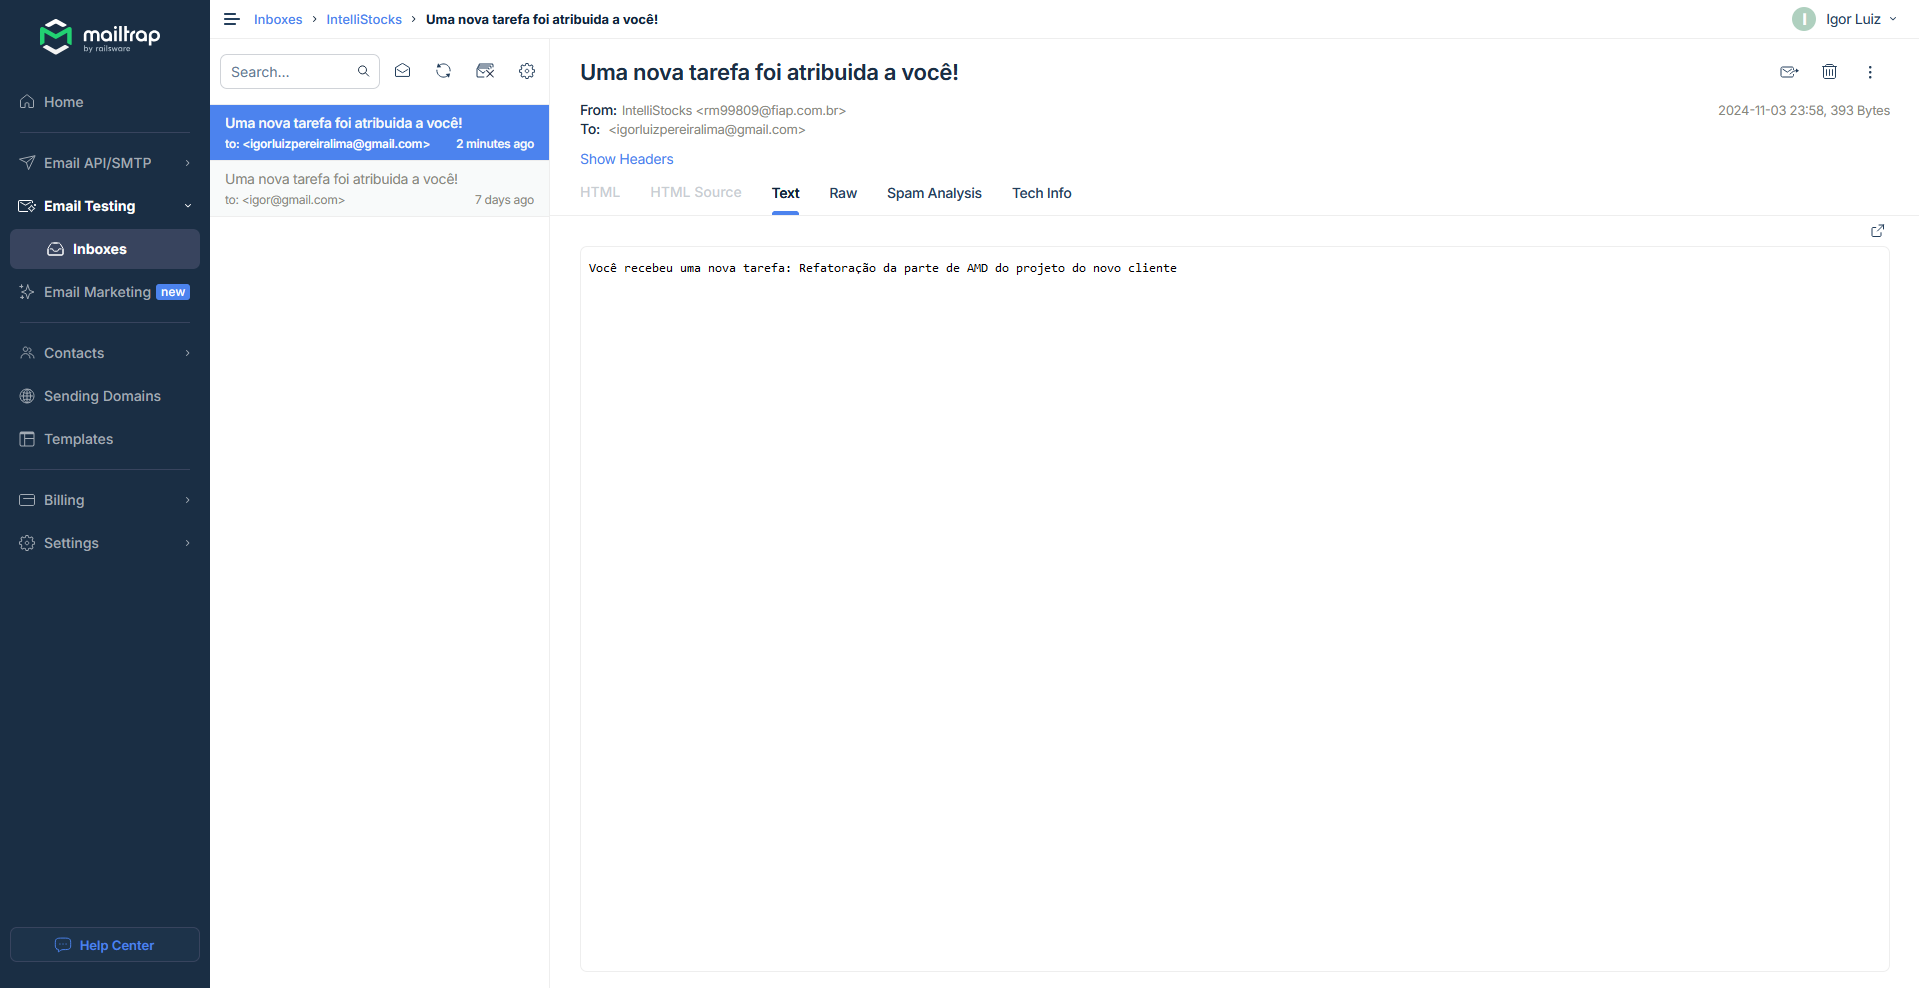 mailtrap
by railsware
Home
Email API/SMTP
Email Testing
Inboxes
Email Marketing new
Contacts
Sending Domains
Templates
Billing
Settings
Help Center
Inboxes › IntelliStocks › Uma nova tarefa foi atribuida a você!
I Igor Luiz
Search...
Uma nova tarefa foi atribuida a você!
to: <igorluizpereiralima@gmail.com> 2 minutes ago
Uma nova tarefa foi atribuida a você!
to: <igor@gmail.com> 7 days ago
Uma nova tarefa foi atribuida a você!
From: IntelliStocks <rm99809@fiap.com.br> 2024-11-03 23:58, 393 Bytes
To: <igorluizpereiralima@gmail.com>
Show Headers
HTML HTML Source Text Raw Spam Analysis Tech Info
Você recebeu uma nova tarefa: Refatoração da parte de AMD do projeto do novo cliente